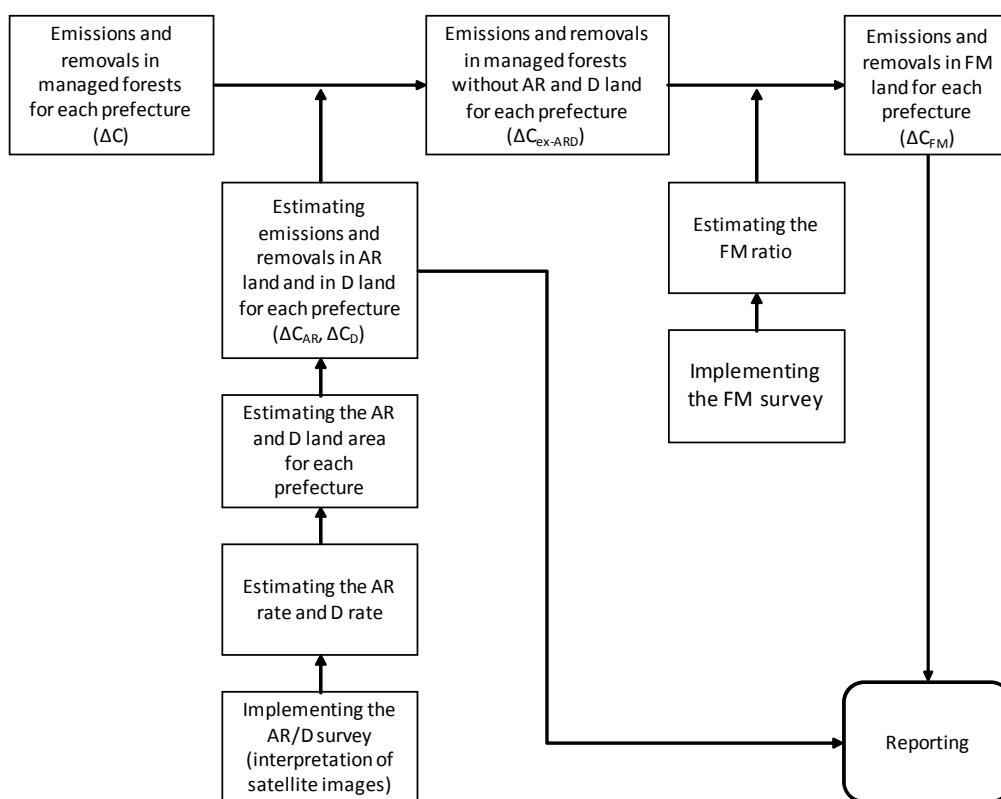 Emissions and
removals in
managed forests
for each prefecture
(ΔC)
Emissions and removals
in managed forests
without AR and D land
for each prefecture
(ΔCex-ARD)
Emissions and
removals in FM
land for each
prefecture
(ΔCFM)
Estimating
emissions and
removals in AR
land and in D land
for each prefecture
(ΔCAR, ΔCD)
Estimating the
FM ratio
Implementing
the FM survey
Estimating the AR
and D land area
for each
prefecture
Estimating the AR
rate and D rate
Implementing the
AR/D survey
(interpretation of
satellite images)
Reporting